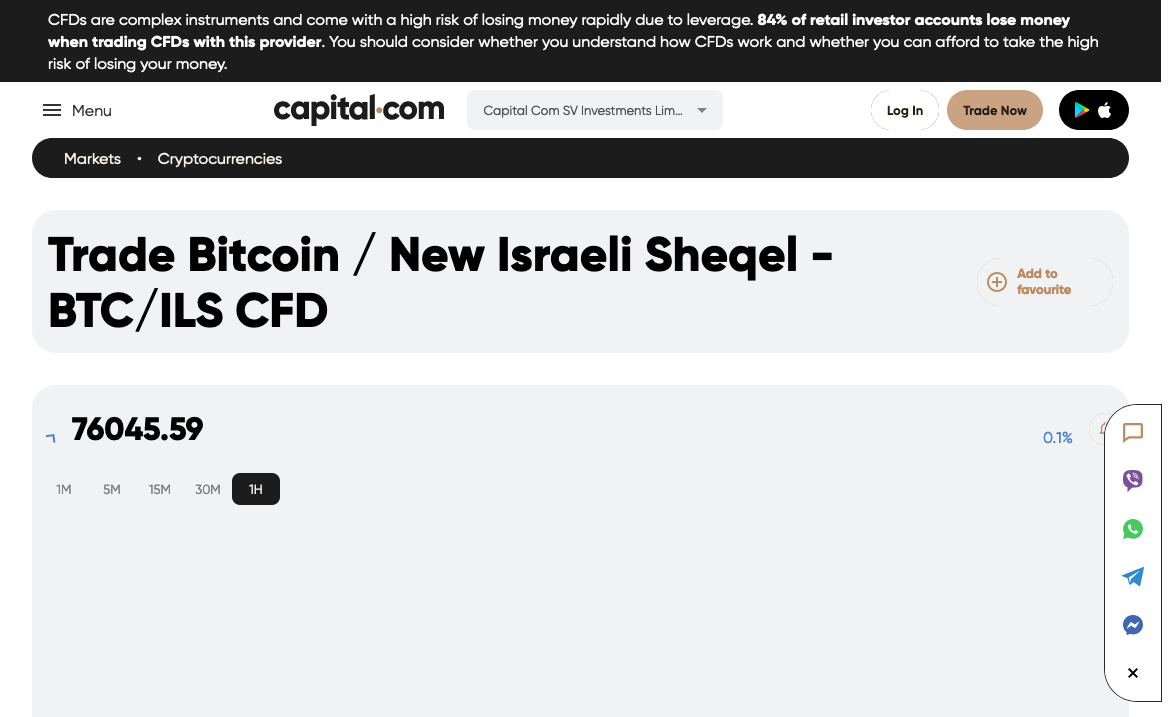 CFDs are complex instruments and come with a high risk of losing money rapidly due to leverage. 84% of retail investor accounts lose money
when trading CFDs with this provider. You should consider whether you understand how CFDs work and whether you can afford to take the high
risk of losing your money.
Menu
capital.com
Capital Com SV Investments Lim...
Log In
Trade Now
Markets • Cryptocurrencies
Trade Bitcoin / New Israeli Sheqel -
BTC/ILS CFD
Add to
favourite
76045.59
0.1%
1M 5M 15M 30M 1H